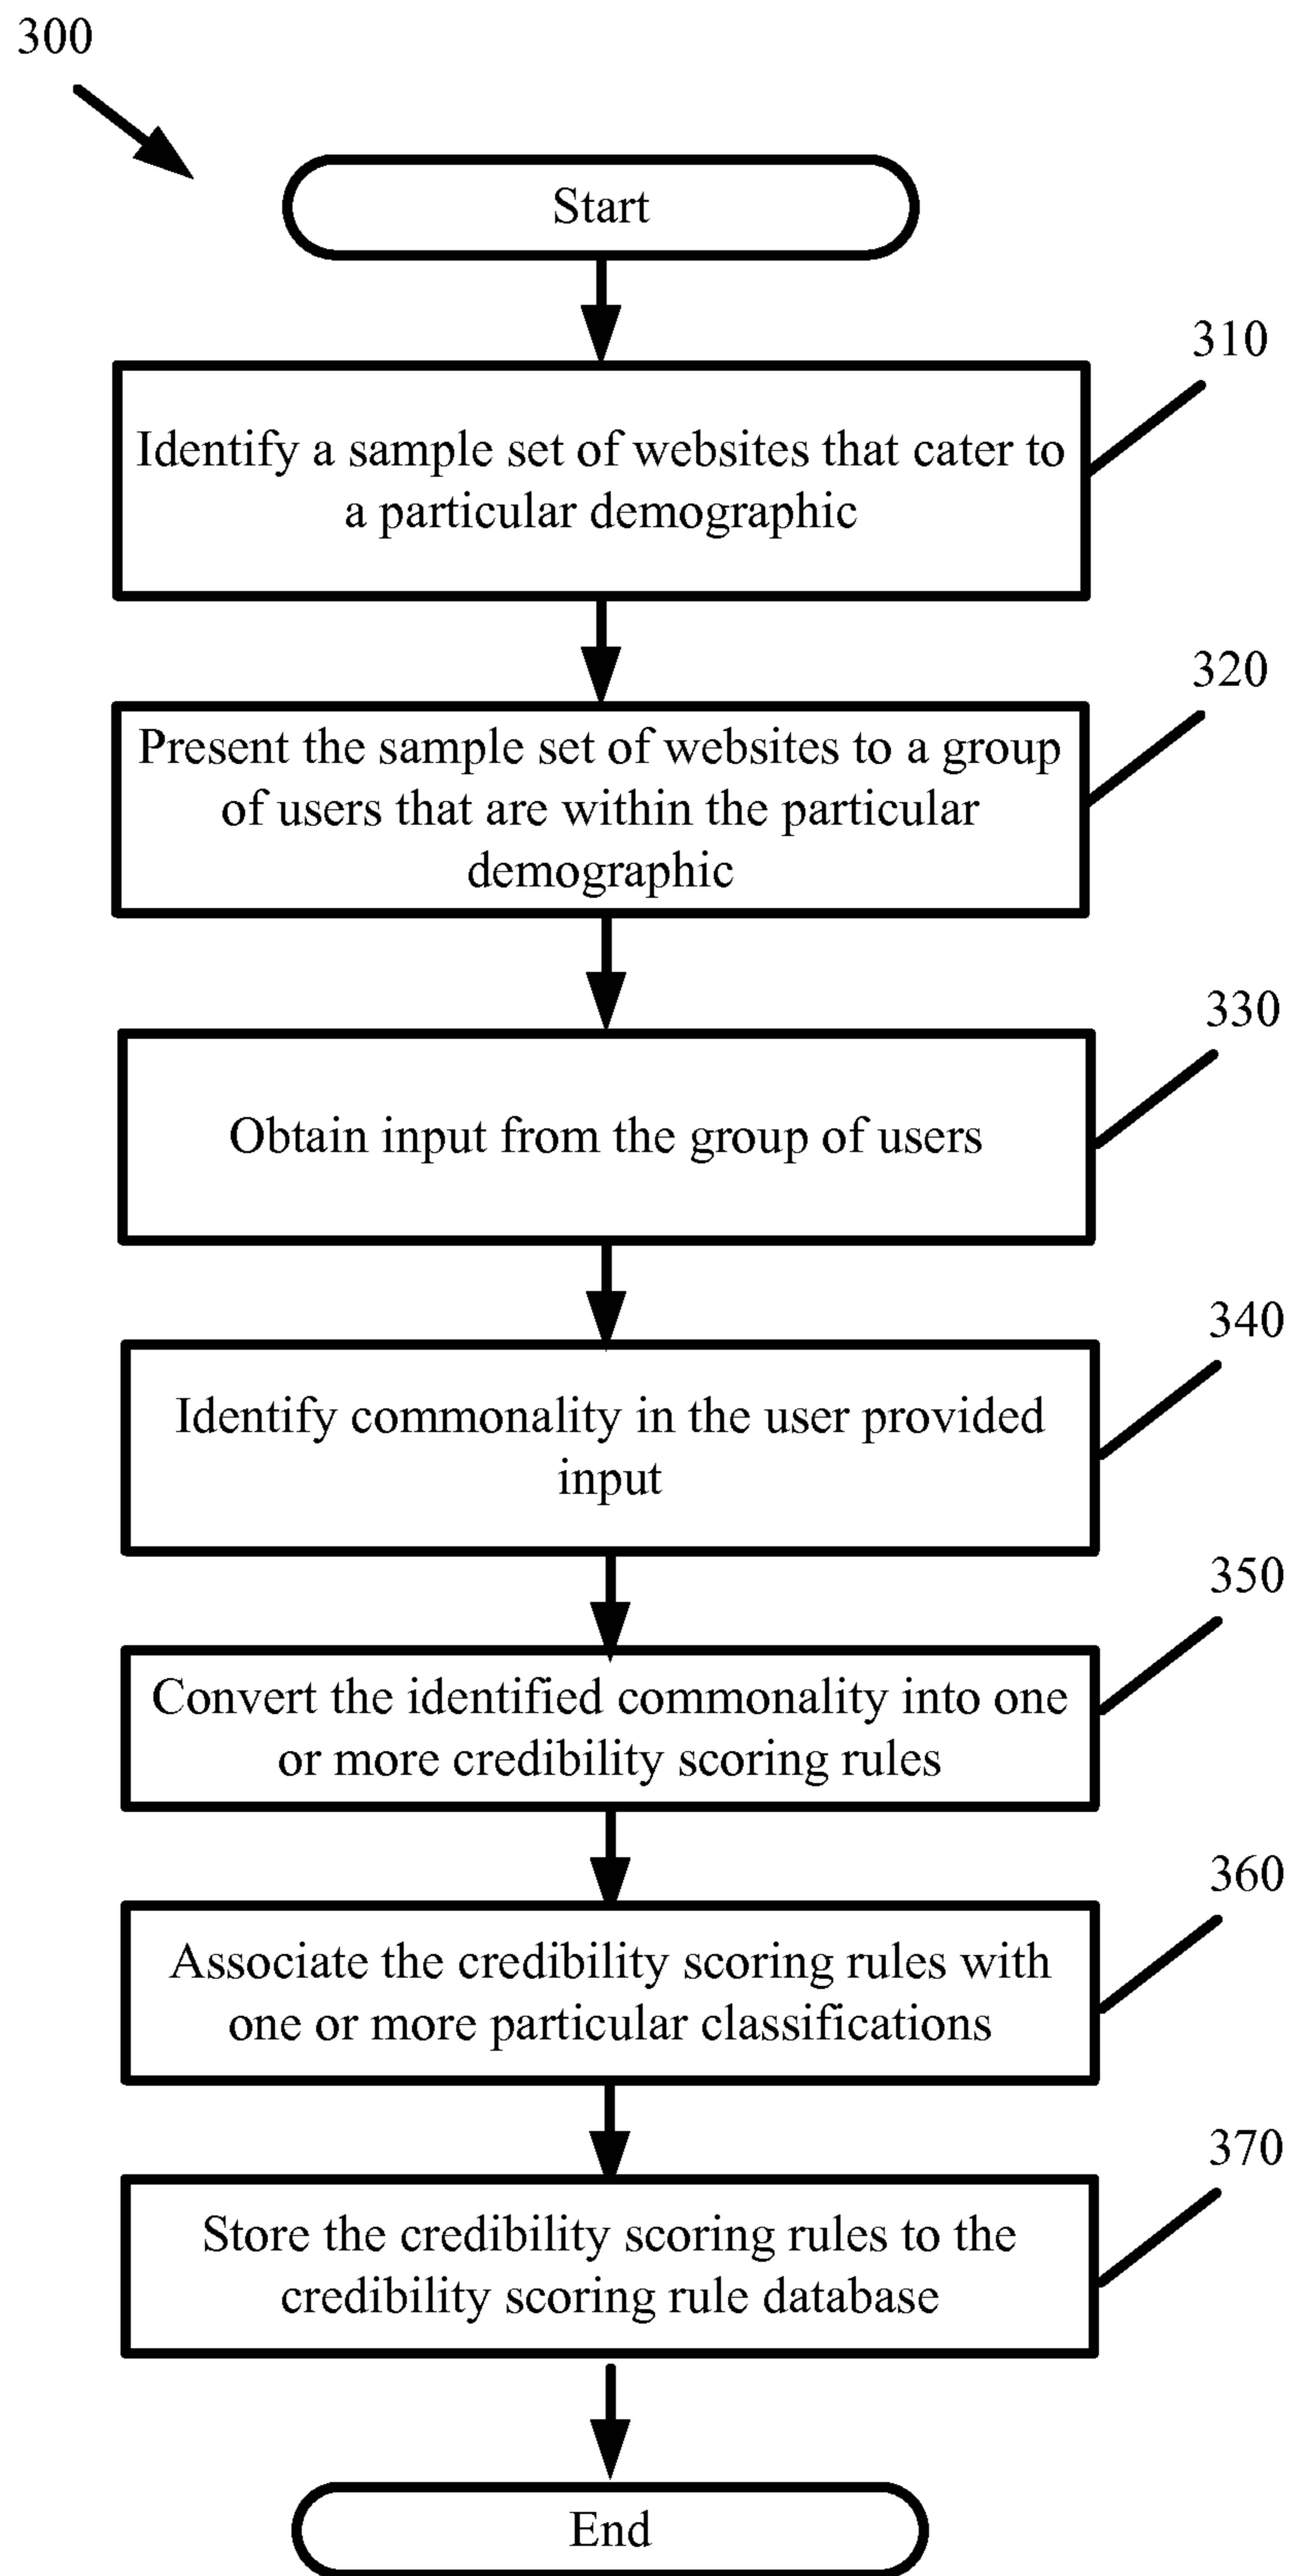 300
Start
310
Identify a sample set of websites that cater to
a particular demographic
320
Present the sample set of websites to a group
of users that are within the particular
demographic
330
Obtain input from the group of users
340
Identify commonality in the user provided
input
350
Convert the identified commonality into one
or more credibility scoring rules
360
Associate the credibility scoring rules with
one or more particular classifications
370
Store the credibility scoring rules to the
credibility scoring rule database
End